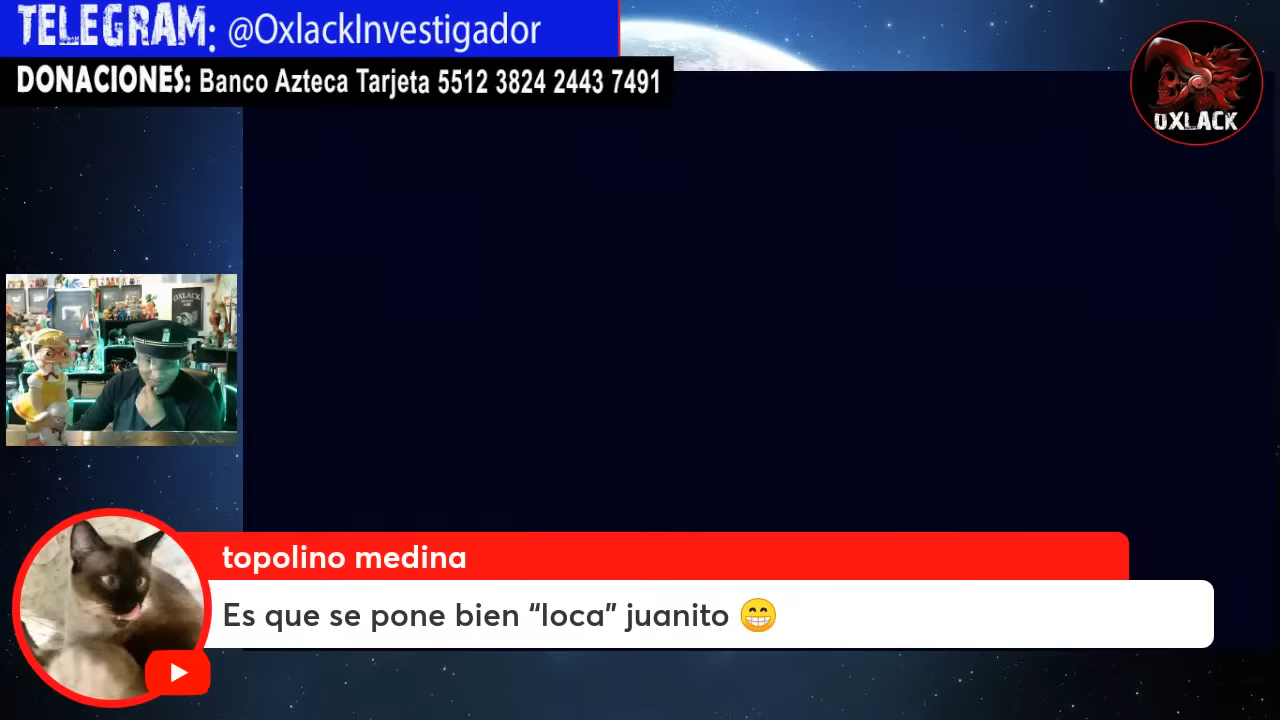 TELEGRAM: @OxlackInvestigador
DONACIONES: Banco Azteca Tarjeta 5512 3824 2443 7491
OXLACK
OXLACK
topolino medina
Es que se pone bien “loca” juanito 😁